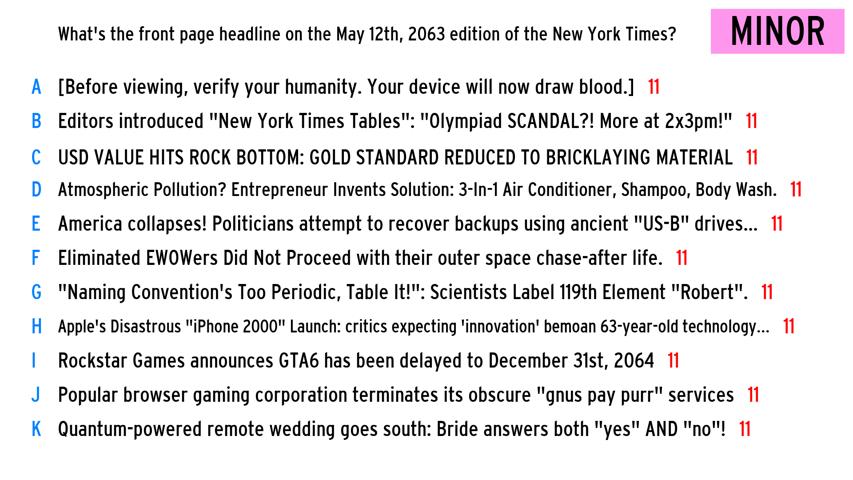 What's the front page headline on the May 12th, 2063 edition of the New York Times?
MINOR
A [Before viewing, verify your humanity. Your device will now draw blood.] 11
B Editors introduced "New York Times Tables": "Olympiad SCANDAL?! More at 2x3pm!" 11
C USD VALUE HITS ROCK BOTTOM: GOLD STANDARD REDUCED TO BRICKLAYING MATERIAL 11
D Atmospheric Pollution? Entrepreneur Invents Solution: 3-In-1 Air Conditioner, Shampoo, Body Wash. 11
E America collapses! Politicians attempt to recover backups using ancient "US-B" drives... 11
F Eliminated EWOWers Did Not Proceed with their outer space chase-after life. 11
G "Naming Convention's Too Periodic, Table It!": Scientists Label 119th Element "Robert". 11
H Apple's Disastrous "iPhone 2000" Launch: critics expecting 'innovation' bemoan 63-year-old technology... 11
I Rockstar Games announces GTA6 has been delayed to December 31st, 2064 11
J Popular browser gaming corporation terminates its obscure "gnus pay purr" services 11
K Quantum-powered remote wedding goes south: Bride answers both "yes" AND "no"! 11